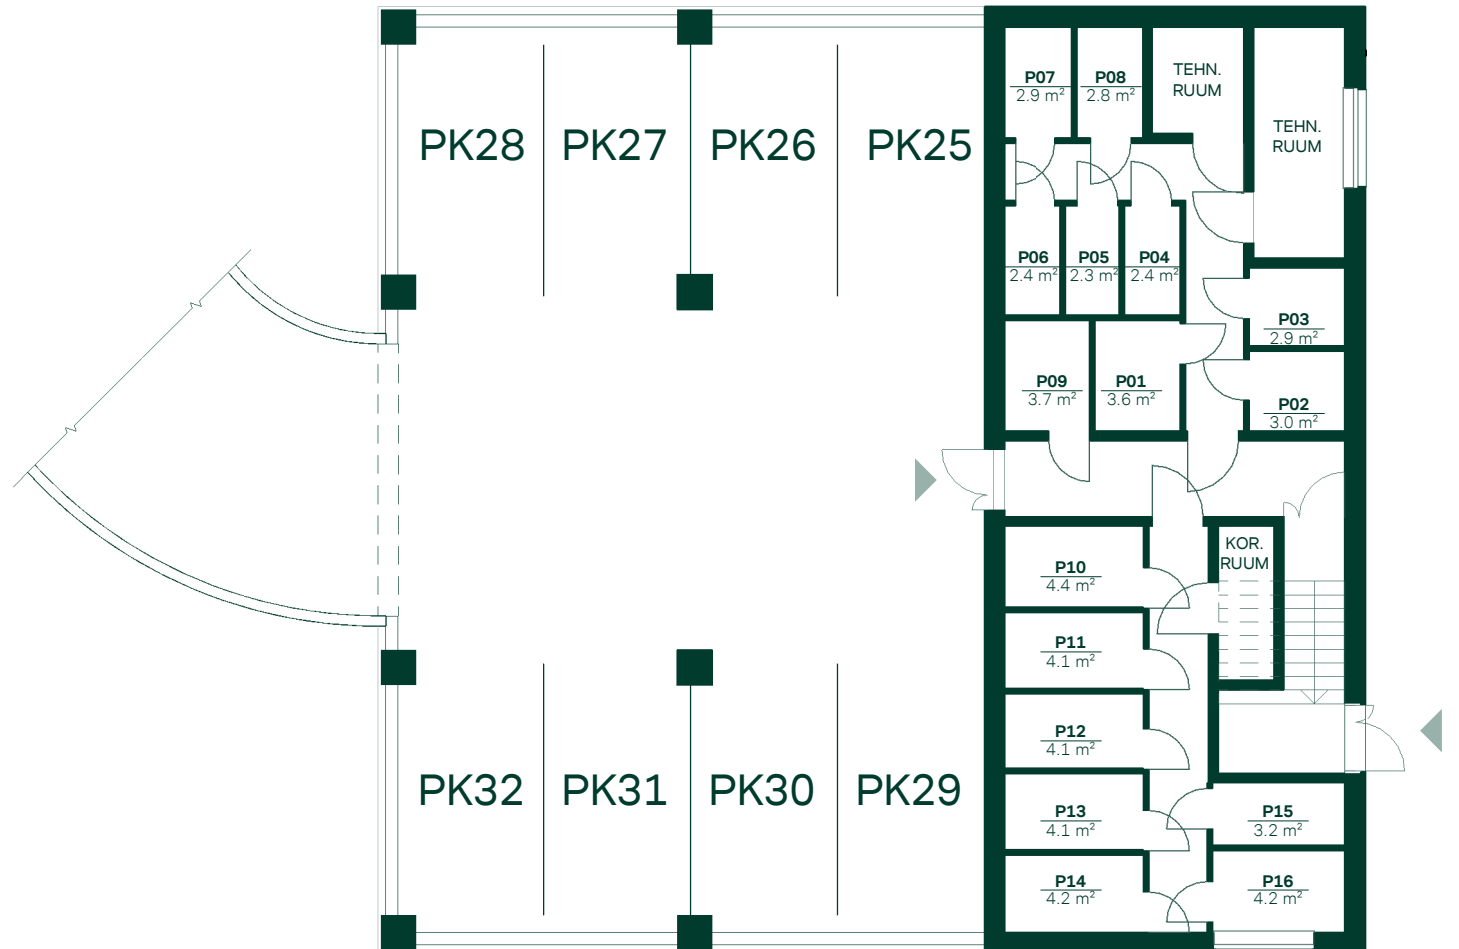 PK28 PK27 PK26 PK25
P07
2.9 m²
P08
2.8 m²
TEHN.
RUUM
TEHN.
RUUM
P06
2.4 m²
P05
2.3 m²
P04
2.4 m²
P03
2.9 m²
P09
3.7 m²
P01
3.6 m²
P02
3.0 m²
P10
4.4 m²
KOR.
RUUM
P11
4.1 m²
P12
4.1 m²
PK32 PK31 PK30 PK29
P13
4.1 m²
P15
3.2 m²
P14
4.2 m²
P16
4.2 m²